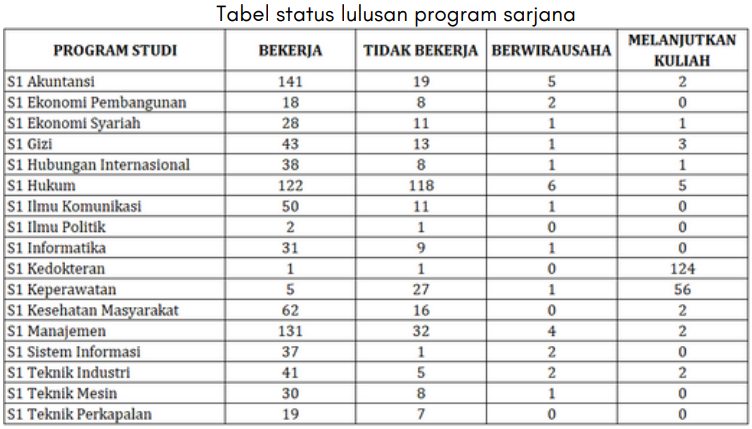 Tabel status lulusan program sarjana
PROGRAM STUDI BEKERJA TIDAK BEKERJA BERWIRAUSAHA MELANJUTKAN KULIAH
S1 Akuntansi 141 19 5 2
S1 Ekonomi Pembangunan 18 8 2 0
S1 Ekonomi Syariah 28 11 1 1
S1 Gizi 43 13 1 3
S1 Hubungan Internasional 38 8 1 1
S1 Hukum 122 118 6 5
S1 Ilmu Komunikasi 50 11 1 0
S1 Ilmu Politik 2 1 0 0
S1 Informatika 31 9 1 0
S1 Kedokteran 1 1 0 124
S1 Keperawatan 5 27 1 56
S1 Kesehatan Masyarakat 62 16 0 2
S1 Manajemen 131 32 4 2
S1 Sistem Informasi 37 1 2 0
S1 Teknik Industri 41 5 2 2
S1 Teknik Mesin 30 8 1 0
S1 Teknik Perkapalan 19 7 0 0